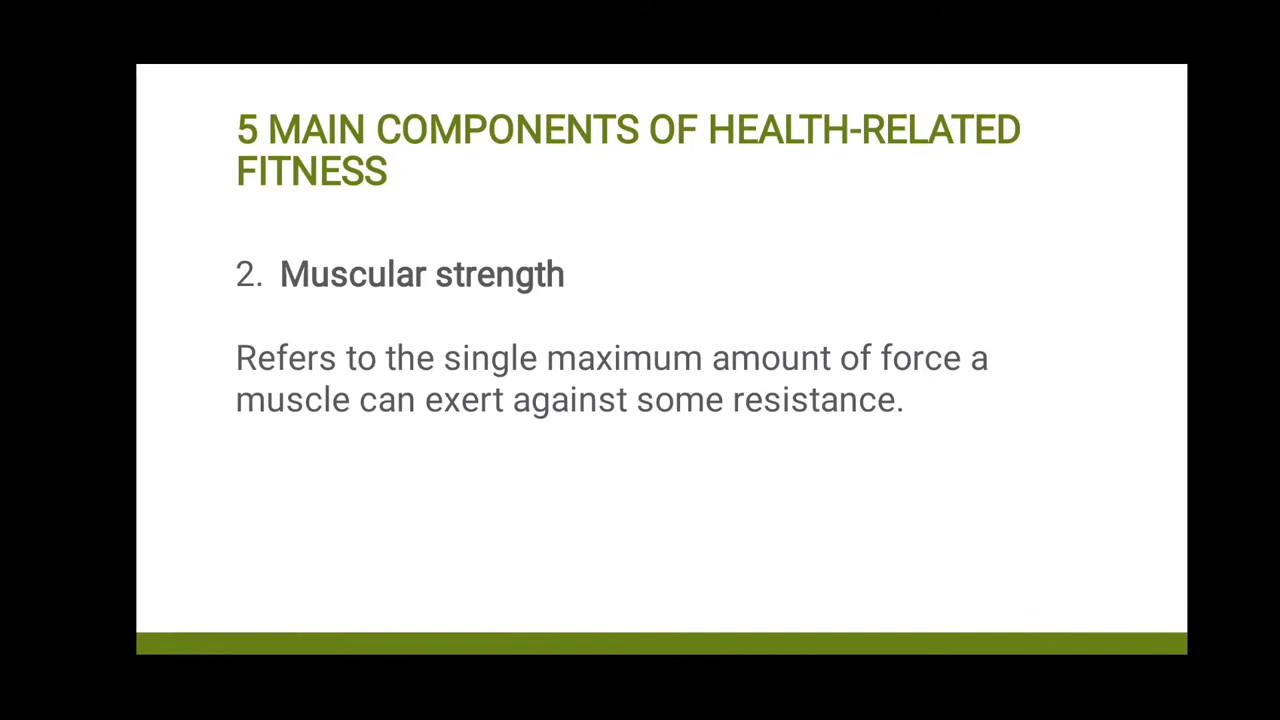 5 MAIN COMPONENTS OF HEALTH-RELATED
FITNESS
2. Muscular strength
Refers to the single maximum amount of force a
muscle can exert against some resistance.